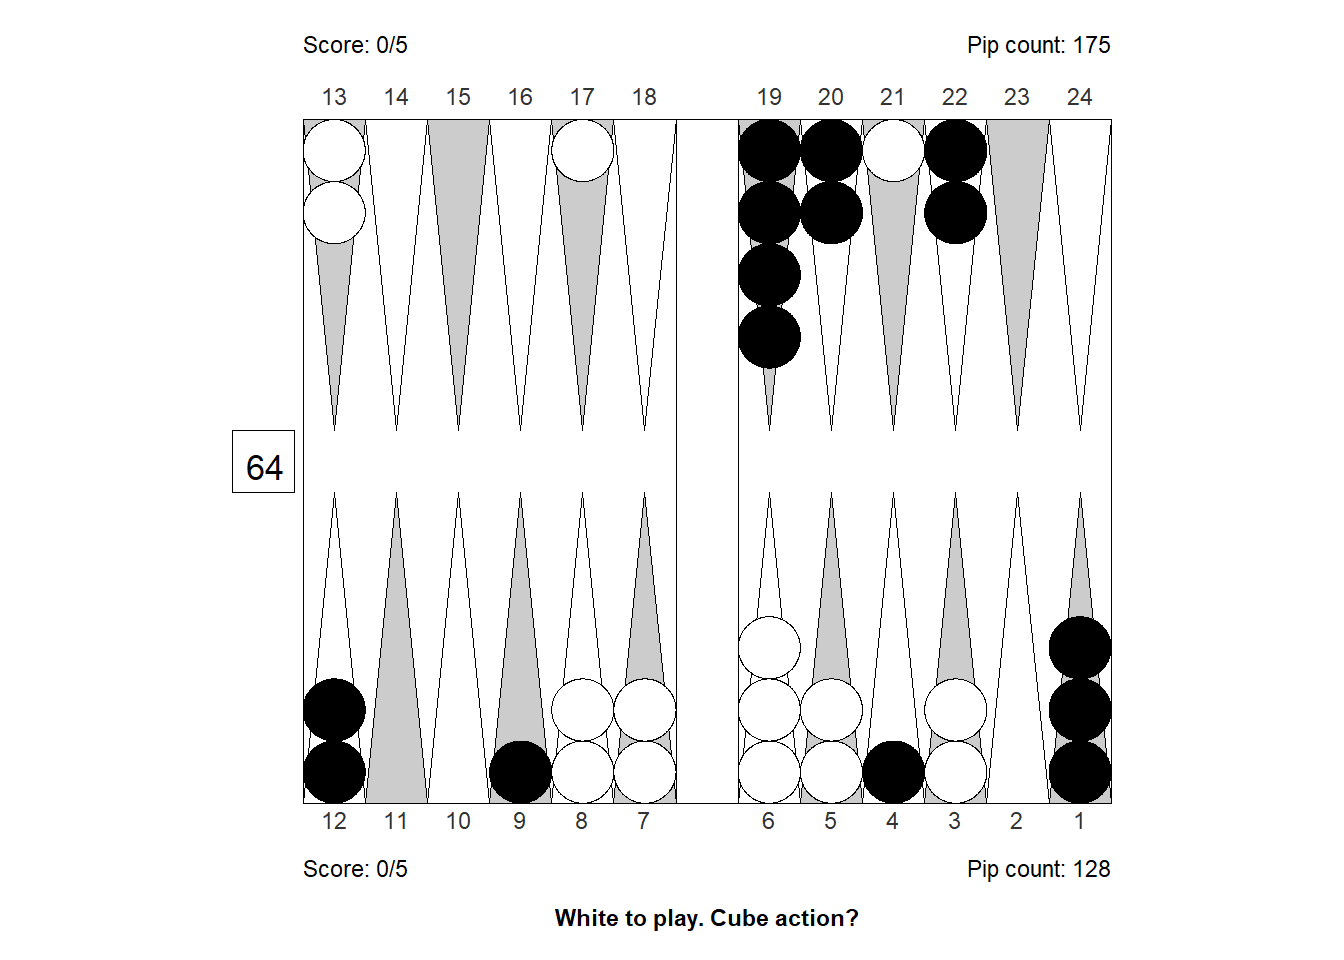 Score: 0/5 Pip count: 175
13 14 15 16 17 18 19 20 21 22 23 24
64
12 11 10 9 8 7 6 5 4 3 2 1
Score: 0/5 Pip count: 128
White to play. Cube action?